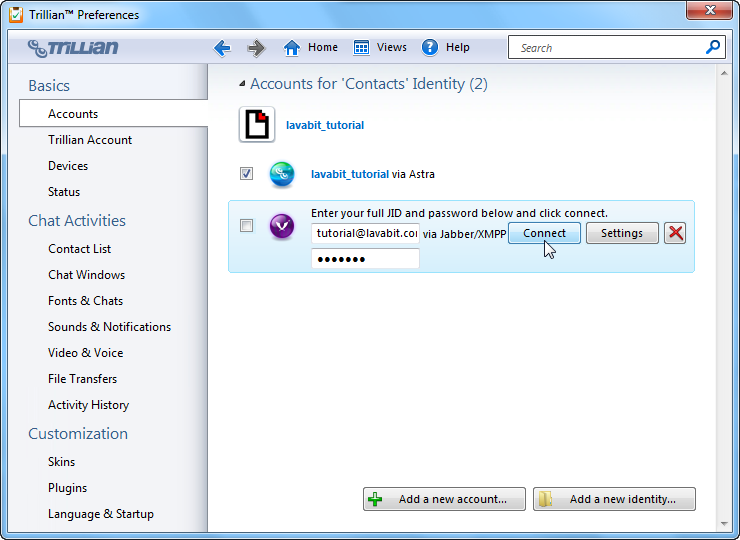 Trillian™ Preferences
TRILLIAN
Home
Views
Help
Search
Basics
Accounts
Trillian Account
Devices
Status
Chat Activities
Contact List
Chat Windows
Fonts & Chats
Sounds & Notifications
Video & Voice
File Transfers
Activity History
Customization
Skins
Plugins
Language & Startup
Accounts for 'Contacts' Identity (2)
lavabit_tutorial
lavabit_tutorial via Astra
Enter your full JID and password below and click connect.
tutorial@lavabit.co via Jabber/XMPP Connect Settings
•••••••
Add a new account... Add a new identity...